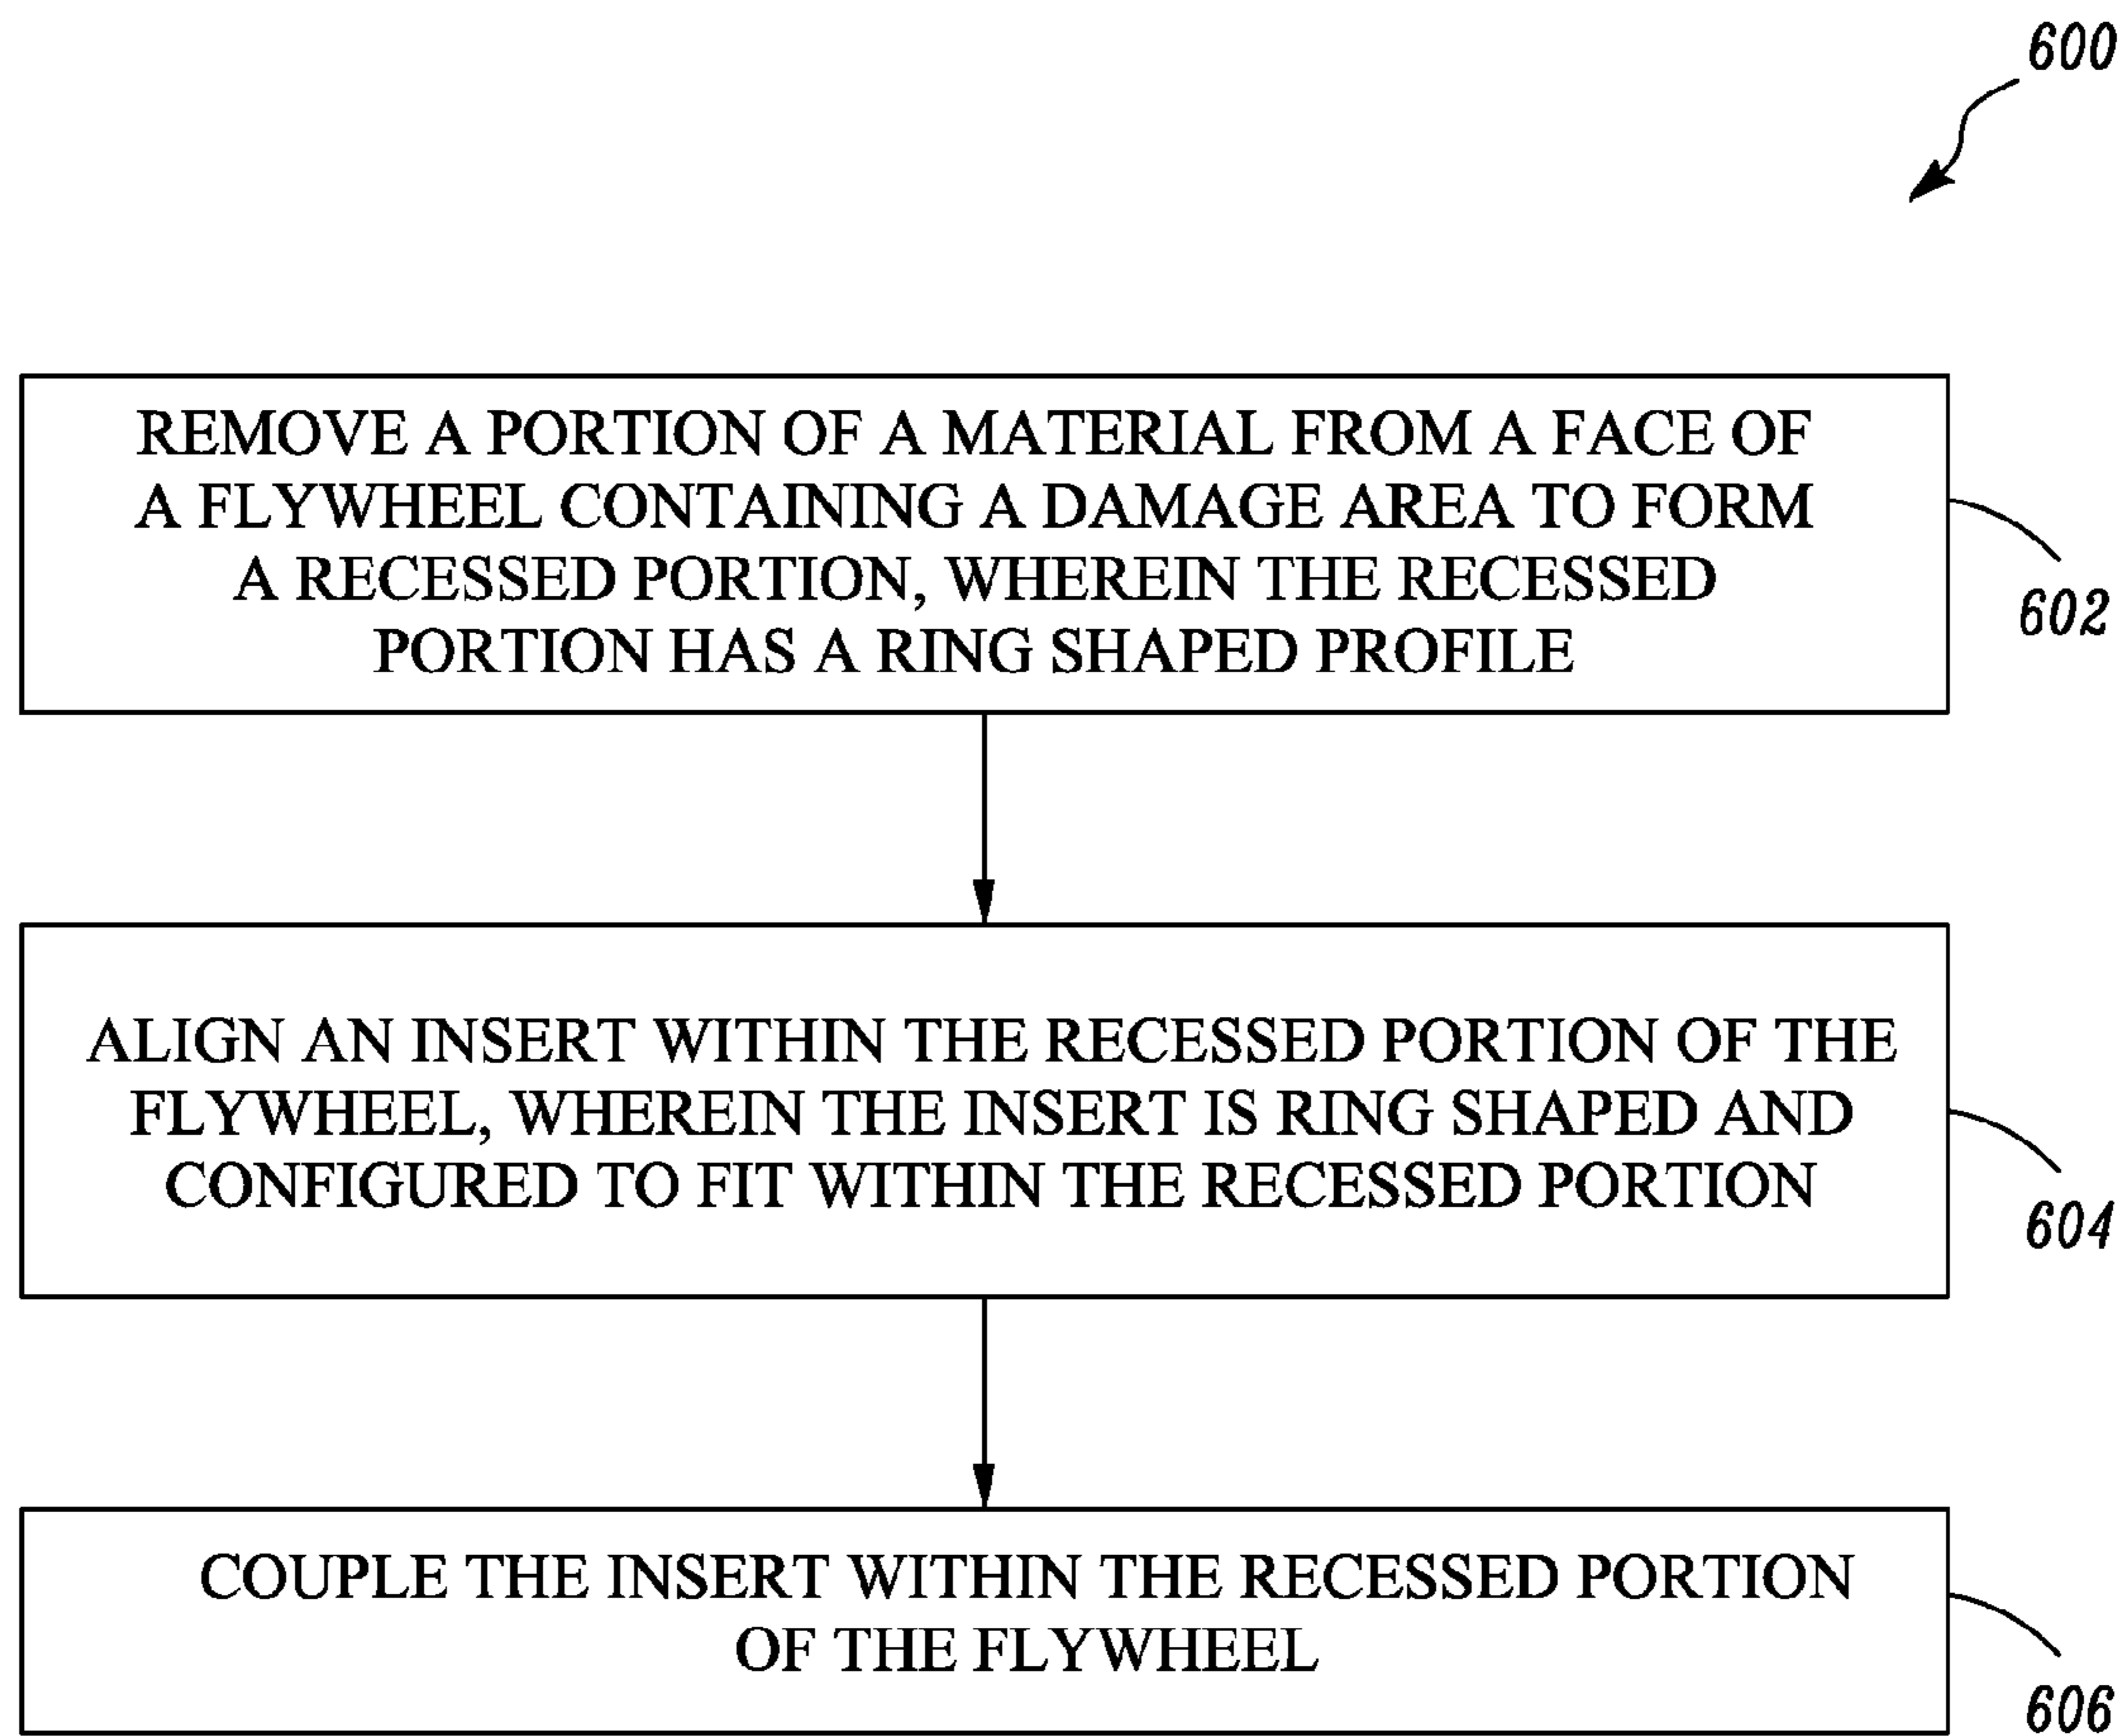 600
REMOVE A PORTION OF A MATERIAL FROM A FACE OF
A FLYWHEEL CONTAINING A DAMAGE AREA TO FORM
A RECESSED PORTION, WHEREIN THE RECESSED
PORTION HAS A RING SHAPED PROFILE
602
ALIGN AN INSERT WITHIN THE RECESSED PORTION OF THE
FLYWHEEL, WHEREIN THE INSERT IS RING SHAPED AND
CONFIGURED TO FIT WITHIN THE RECESSED PORTION
604
COUPLE THE INSERT WITHIN THE RECESSED PORTION
OF THE FLYWHEEL
606